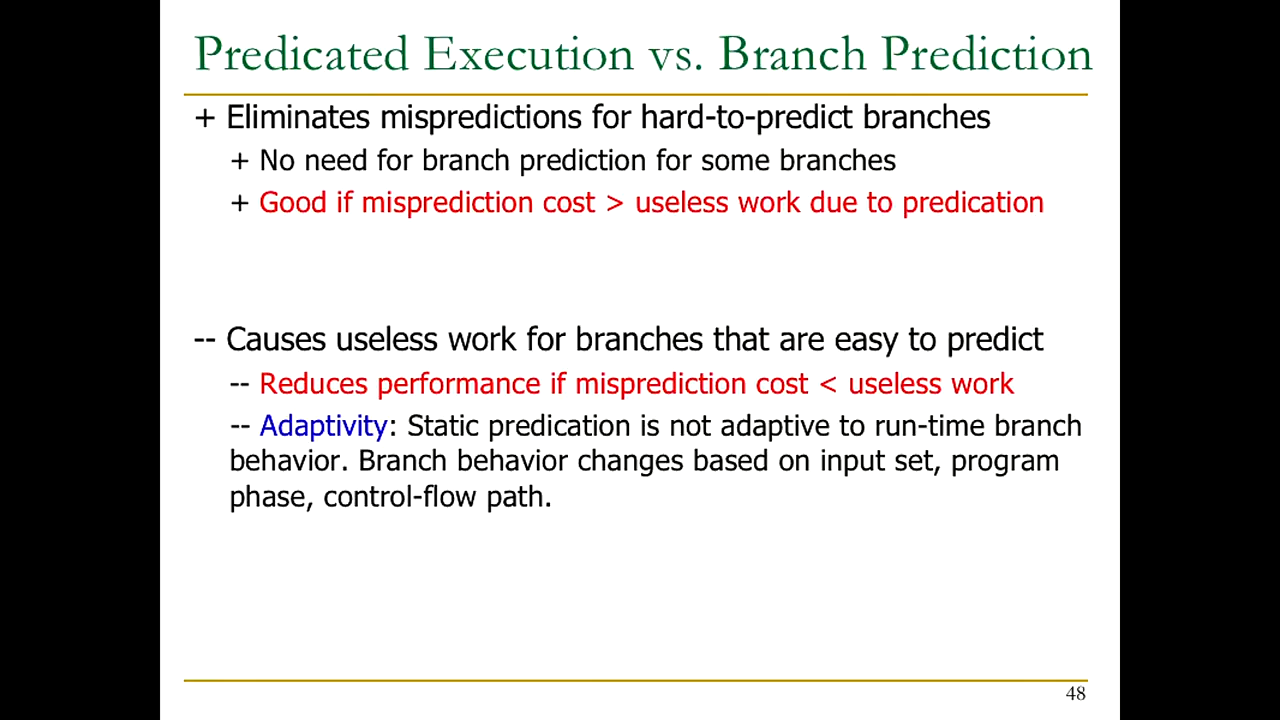 Predicated Execution vs. Branch Prediction
+ Eliminates mispredictions for hard-to-predict branches
+ No need for branch prediction for some branches
+ Good if misprediction cost > useless work due to predication
-- Causes useless work for branches that are easy to predict
-- Reduces performance if misprediction cost < useless work
-- Adaptivity: Static predication is not adaptive to run-time branch
behavior. Branch behavior changes based on input set, program
phase, control-flow path.
48